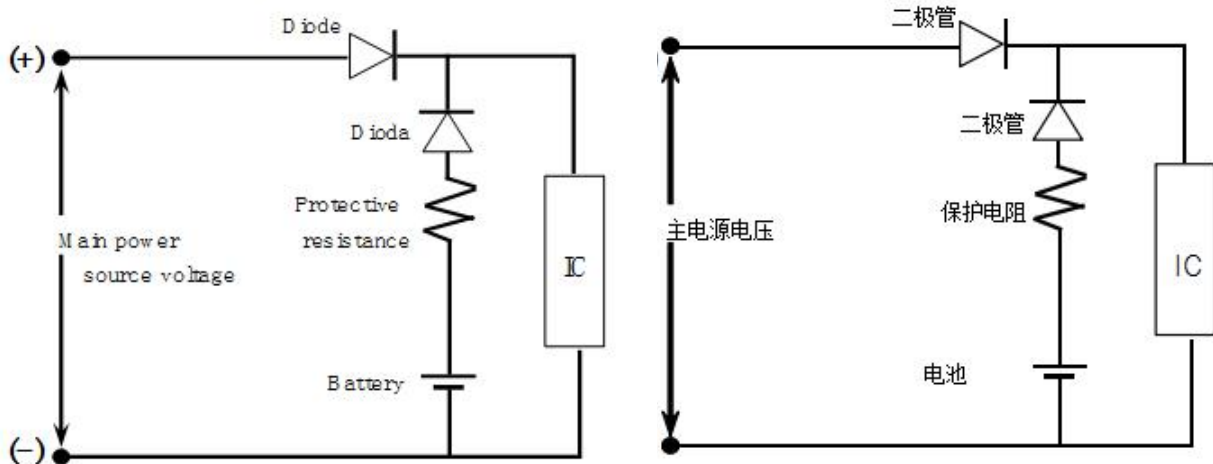 Diode
(+)
Dioda
Protective
resistance
Main power
source voltage
IC
Battery
(-)
二极管
二极管
保护电阻
主电源电压
IC
电池